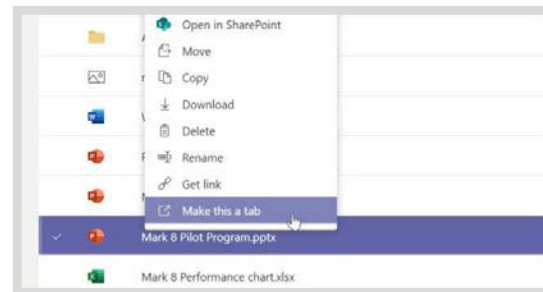 Open in SharePoint
Move
Copy
Download
Delete
Rename
Get link
Make this a tab
Mark 8 Pilot Program.pptx
Mark 8 Performance chart.xlsx